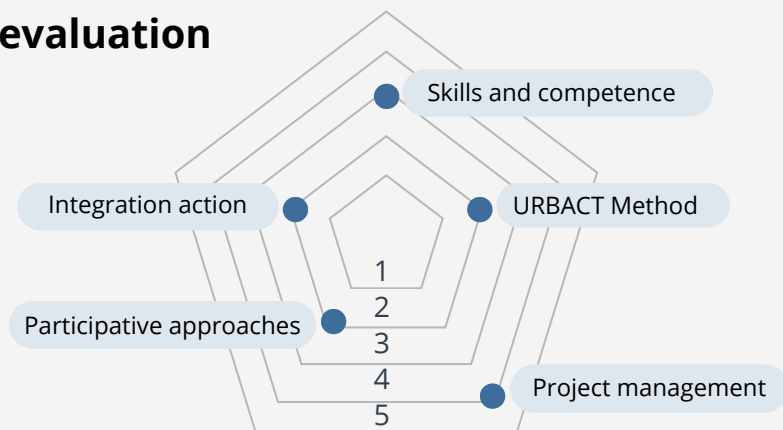 evaluation
Skills and competence
Integration action
URBACT Method
1
2
Participative approaches
3
4
Project management
5